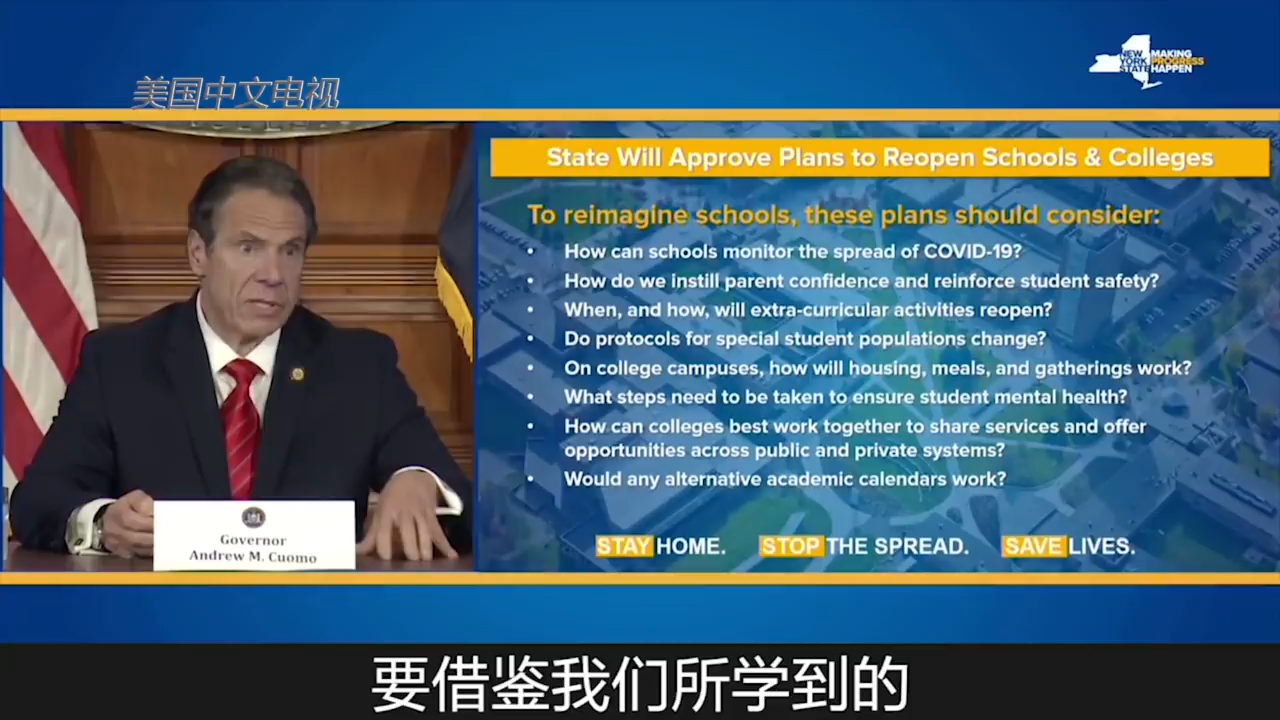 美国中文电视
NEW YORK STATE
MAKING PROGRESS HAPPEN
State Will Approve Plans to Reopen Schools & Colleges
To reimagine schools, these plans should consider:
• How can schools monitor the spread of COVID-19?
• How do we instill parent confidence and reinforce student safety?
• When, and how, will extra-curricular activities reopen?
• Do protocols for special student populations change?
• On college campuses, how will housing, meals, and gatherings work?
• What steps need to be taken to ensure student mental health?
• How can colleges best work together to share services and offer
opportunities across public and private systems?
• Would any alternative academic calendars work?
STAY HOME. STOP THE SPREAD. SAVE LIVES.
Governor
Andrew M. Cuomo
要借鉴我们所学到的